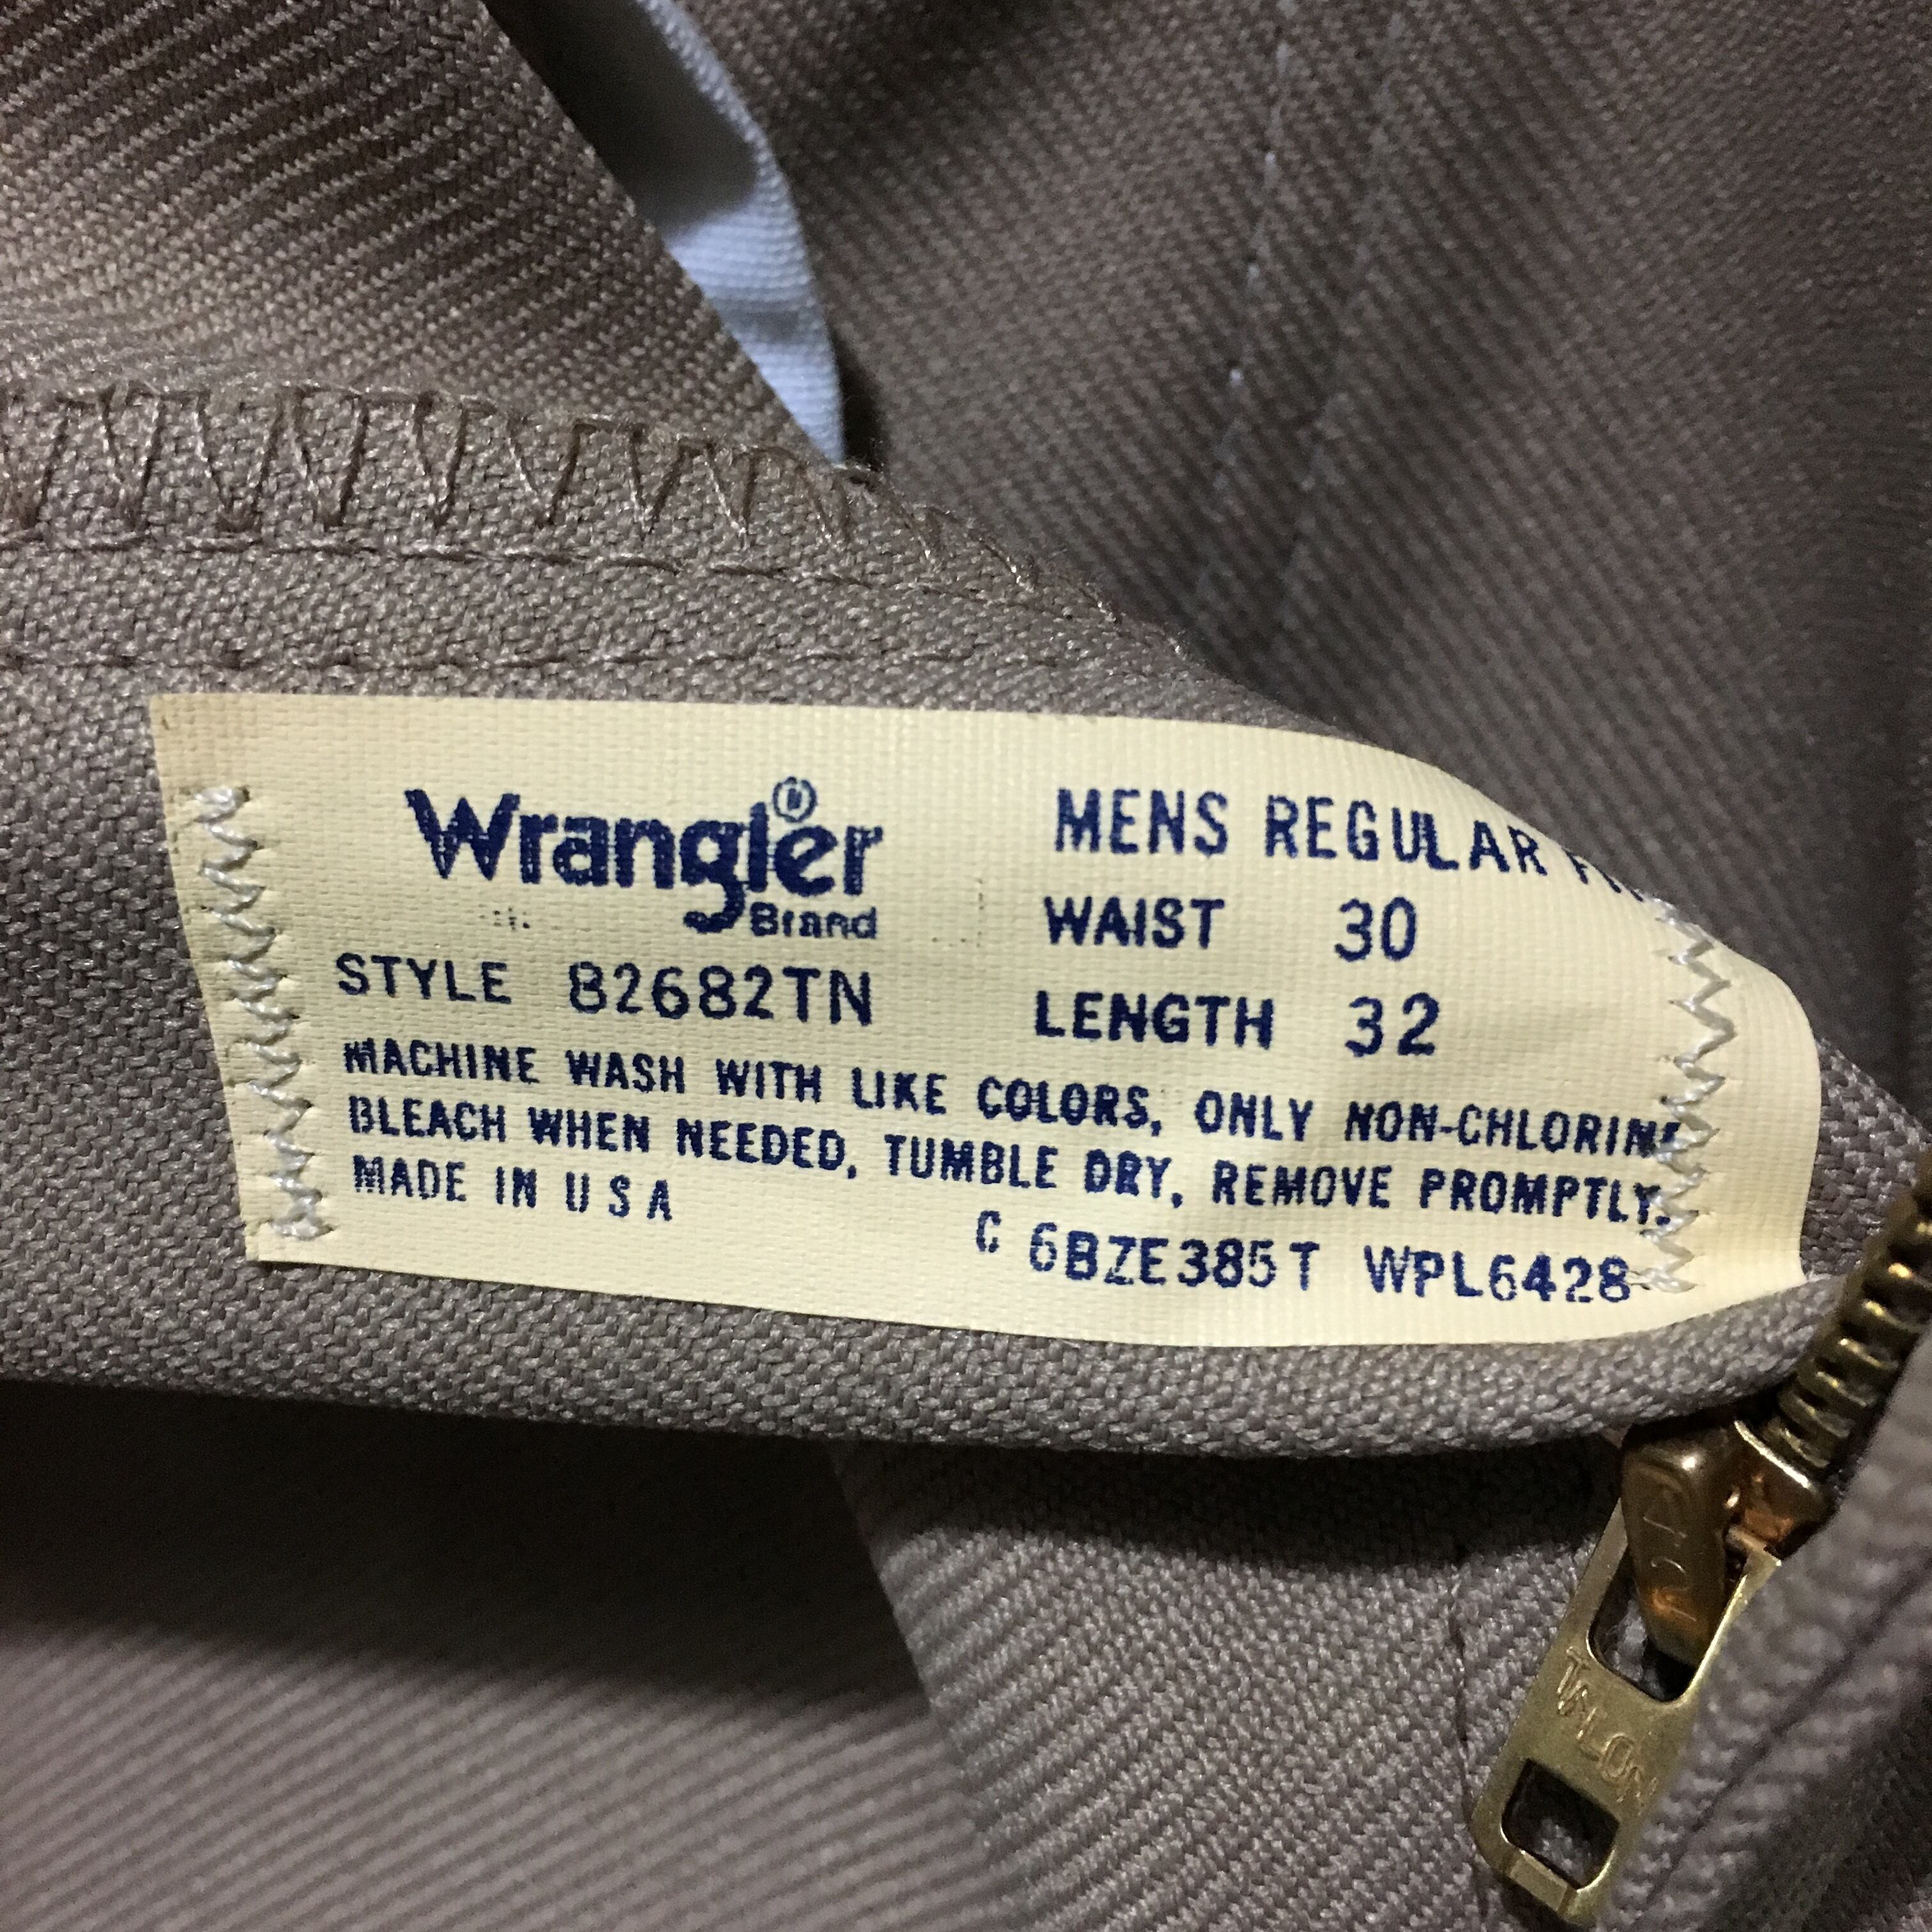 Wrangler®
Brand
STYLE 82682TN
MENS REGULAR
WAIST 30
LENGTH 32
MACHINE WASH WITH LIKE COLORS, ONLY NON-CHLORINE
BLEACH WHEN NEEDED, TUMBLE DRY, REMOVE PROMPTLY.
MADE IN U S A
C 6BZE385T WPL6428
TALON